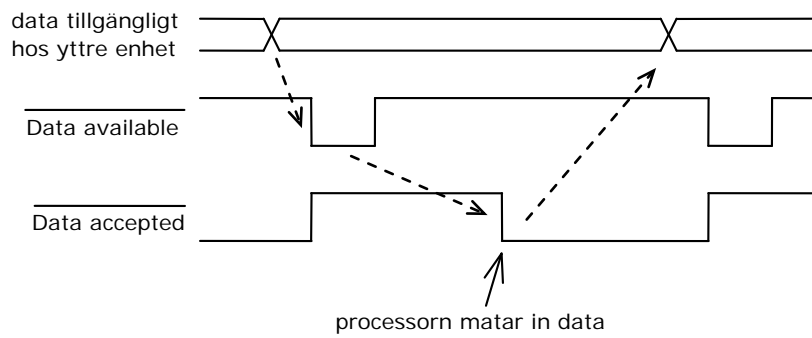 data tillgängligt
hos yttre enhet
Data available
Data accepted
processorn matar in data